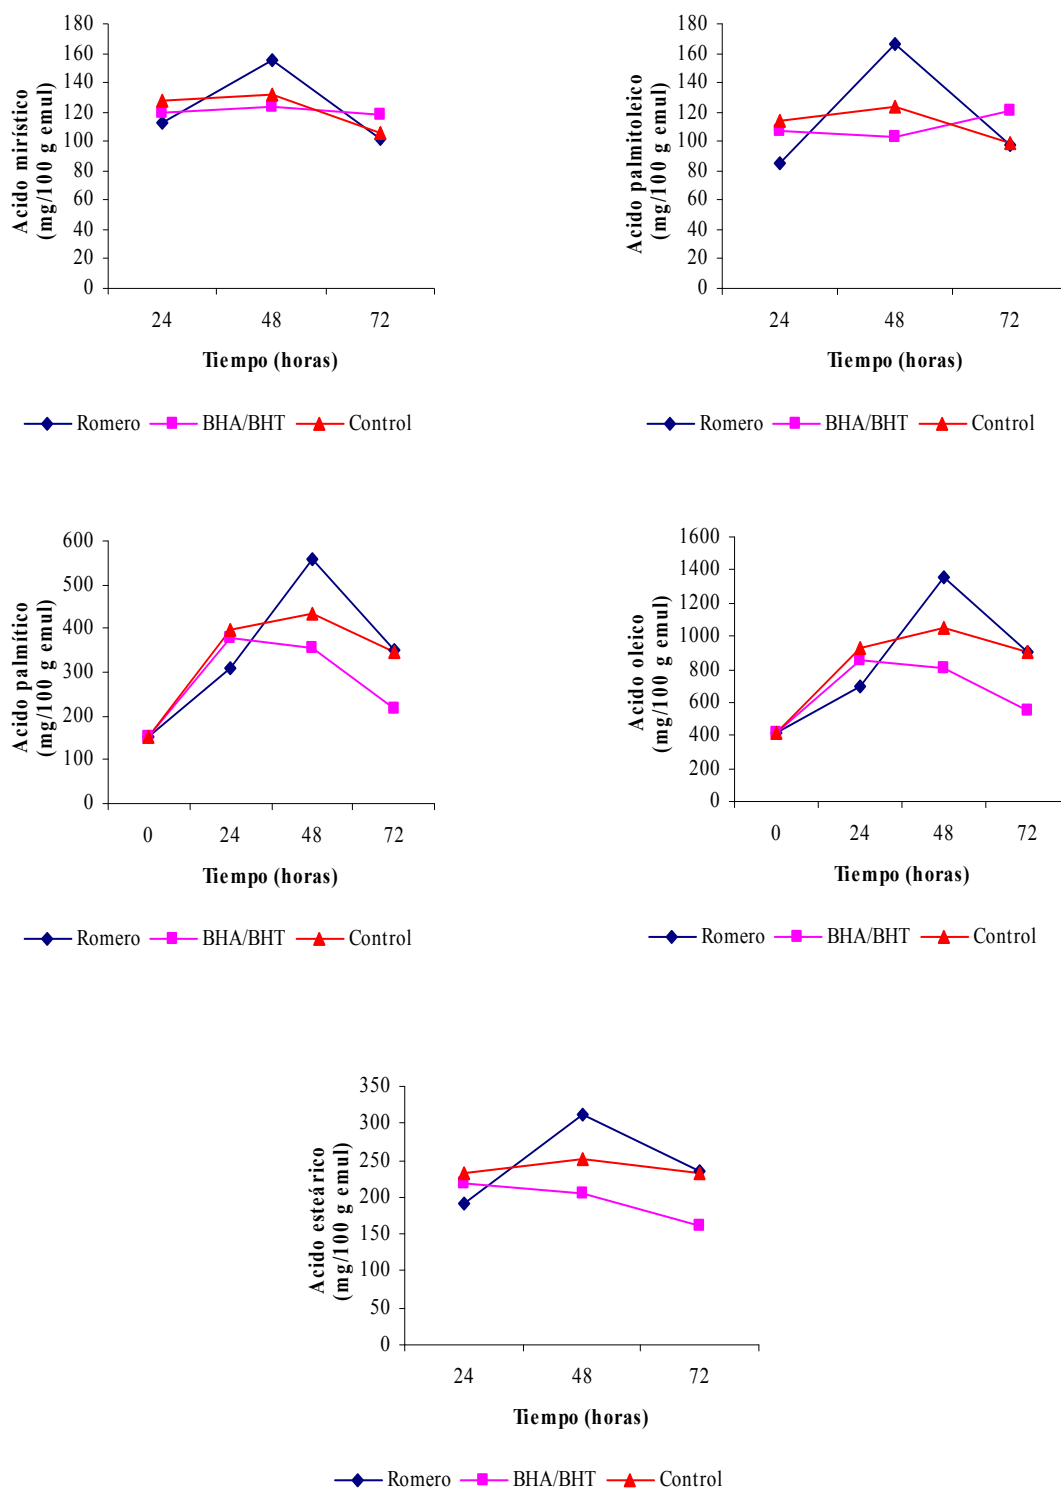 Acido mirístico
(mg/100 g emul)
180
160
140
120
100
80
60
40
20
0
24 48 72
Tiempo (horas)
Romero BHA/BHT Control
Acido palmitoleico
(mg/100 g emul)
180
160
140
120
100
80
60
40
20
0
24 48 72
Tiempo (horas)
Romero BHA/BHT Control
Acido palmítico
(mg/100 g emul)
600
500
400
300
200
100
0
0 24 48 72
Tiempo (horas)
Romero BHA/BHT Control
Acido oleico
(mg/100 g emul)
1600
1400
1200
1000
800
600
400
200
0
0 24 48 72
Tiempo (horas)
Romero BHA/BHT Control
Acido esteárico
(mg/100 g emul)
350
300
250
200
150
100
50
0
24 48 72
Tiempo (horas)
Romero BHA/BHT Control